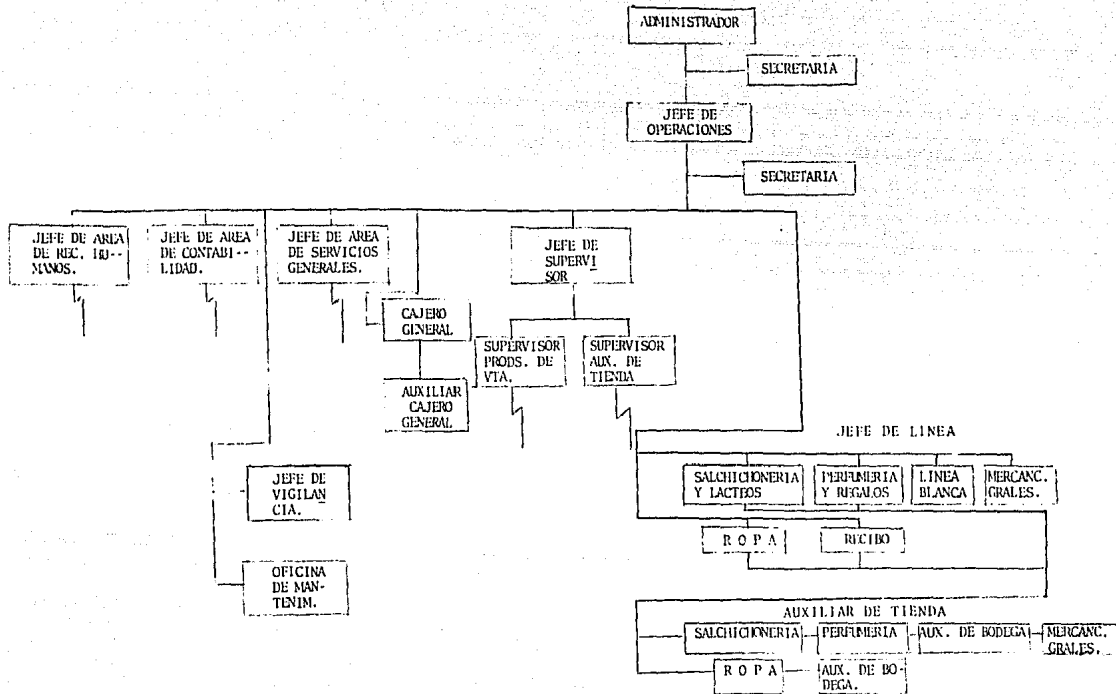 ADMINISTRADOR
SECRETARIA
JEFE DE
OPERACIONES
SECRETARIA
JEFE DE AREA
DE REC. HU--
MANOS.
JEFE DE AREA
DE CONTABI--
LIDAD.
JEFE DE AREA
DE SERVICIOS
GENERALES.
JEFE DE
SUPERVI
SOR
CAJERO
GENERAL
SUPERVISOR
PRODS. DE
VTA.
SUPERVISOR
AUX. DE
TIENDA
AUXILIAR
CAJERO
GENERAL
JEFE DE LINEA
JEFE DE
VIGILAN
CIA.
SALCHICHONERIA
Y LACTEOS
PERFUMERIA
Y REGALOS
LINEA
BLANCA
MERCANC.
GRALES.
R O P A
RECIBO
OFICINA
DE MAN-
TENIM.
AUXILIAR DE TIENDA
SALCHICHONERIA
PERFUMERIA
AUX. DE BODEGA
MERCANC.
GRALES.
R O P A
AUX. DE BO-
DEGA.